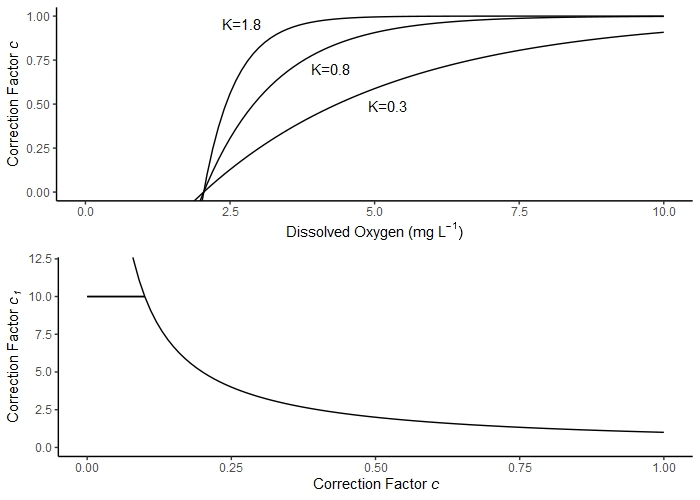 1.00
0.75
0.50
0.25
0.00
Correction Factor c
K=1.8
K=0.8
K=0.3
0.0 2.5 5.0 7.5 10.0
Dissolved Oxygen (mg L⁻¹)
12.5
10.0
7.5
5.0
2.5
0.0
Correction Factor c₁
0.00 0.25 0.50 0.75 1.00
Correction Factor c